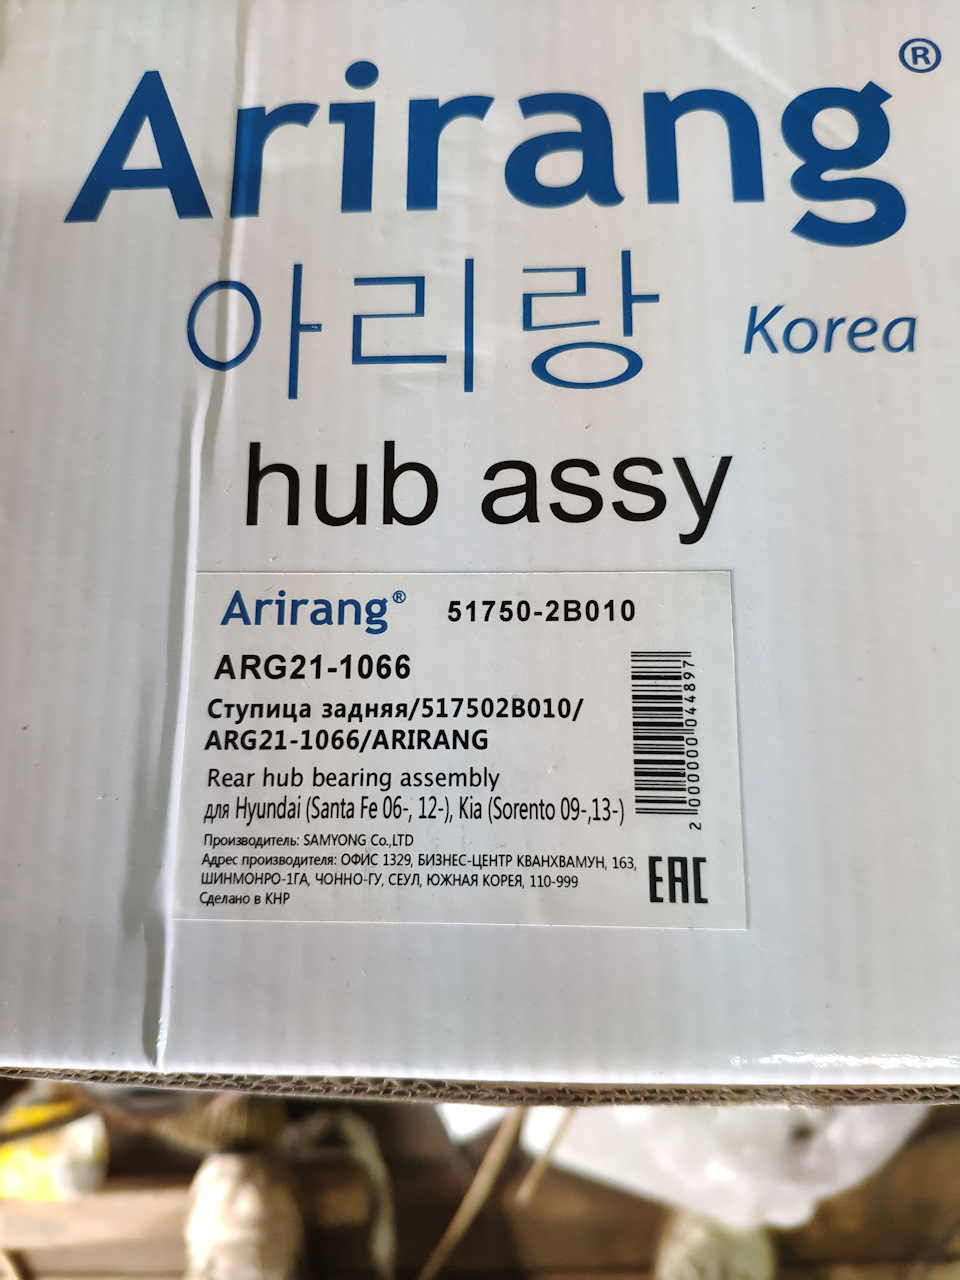 Arirang®
아리랑 Korea
hub assy
Arirang® 51750-2B010
ARG21-1066
Ступица задняя/517502B010/
ARG21-1066/ARIRANG
Rear hub bearing assembly
для Hyundai (Santa Fe 06-, 12-), Kia (Sorento 09-,13-)
Производитель: SAMYONG Co.,LTD
Адрес производителя: ОФИС 1329, БИЗНЕС-ЦЕНТР КВАНХВАМУН, 163,
ШИНМОНРО-1ГА, ЧОННО-ГУ, СЕУЛ, ЮЖНАЯ КОРЕЯ, 110-999
Сделано в КНР
2 000000 044897
EAC